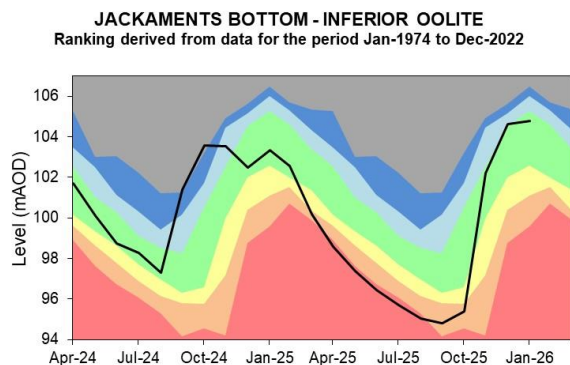 JACKAMENTS BOTTOM - INFERIOR OOLITE
Ranking derived from data for the period Jan-1974 to Dec-2022
106
104
102
100
98
96
94
Level (mAOD)
Apr-24 Jul-24 Oct-24 Jan-25 Apr-25 Jul-25 Oct-25 Jan-26